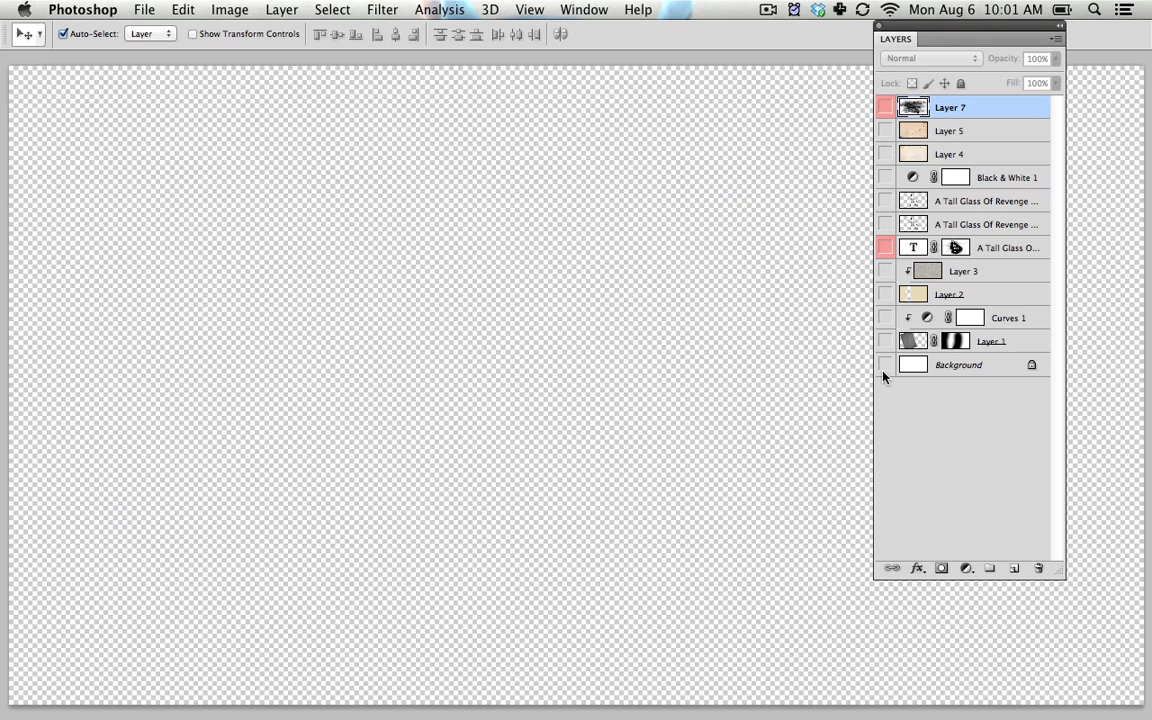 Photoshop File Edit Image Layer Select Filter Analysis 3D View Window Help Mon Aug 6 10:01 AM
Auto-Select: Layer Show Transform Controls
LAYERS
Normal Opacity: 100%
Lock: Fill: 100%
Layer 7
Layer 5
Layer 4
Black & White 1
A Tall Glass Of Revenge ...
A Tall Glass Of Revenge ...
T A Tall Glass O...
Layer 3
Layer 2
Curves 1
Layer 1
Background
fx